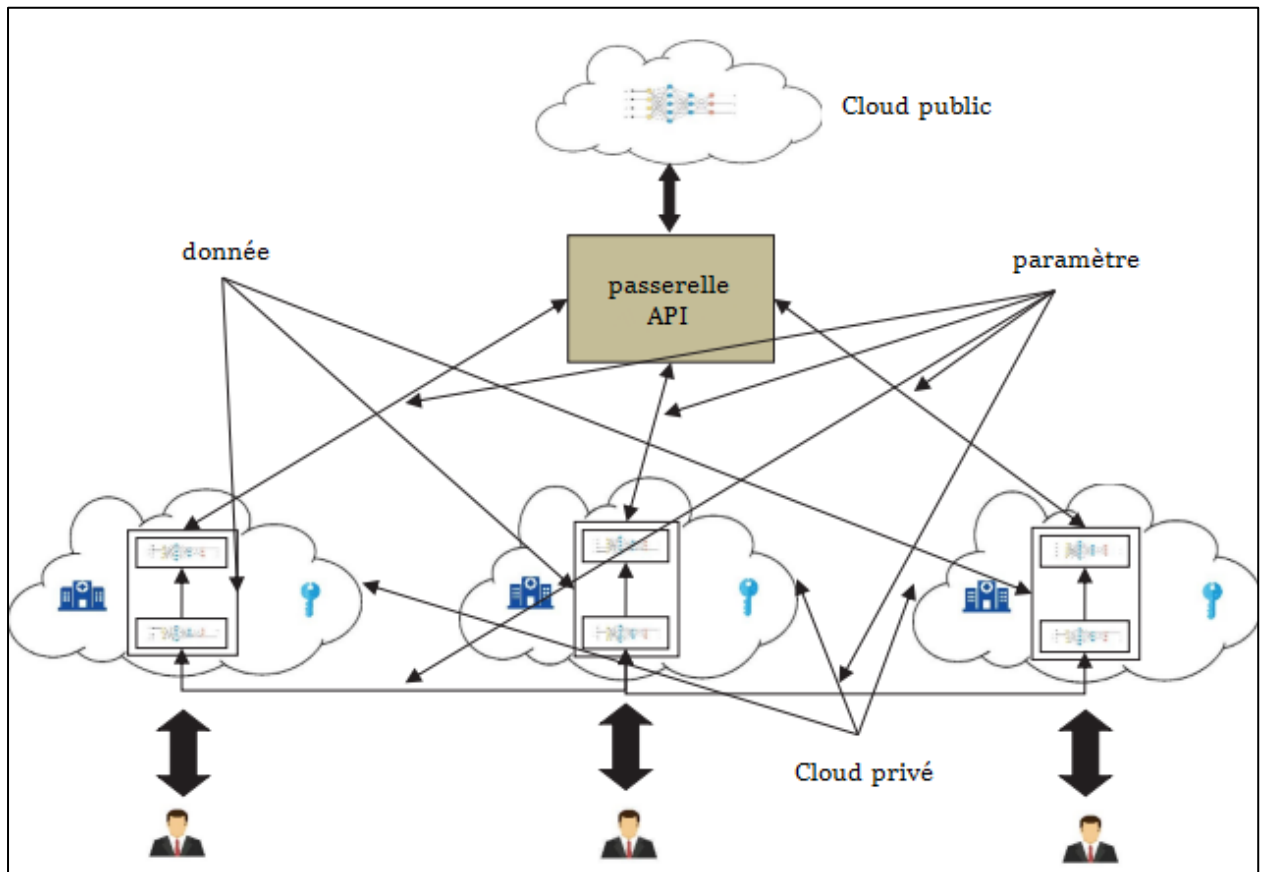 Cloud public
donnée
paramètre
passerelle
API
Cloud privé